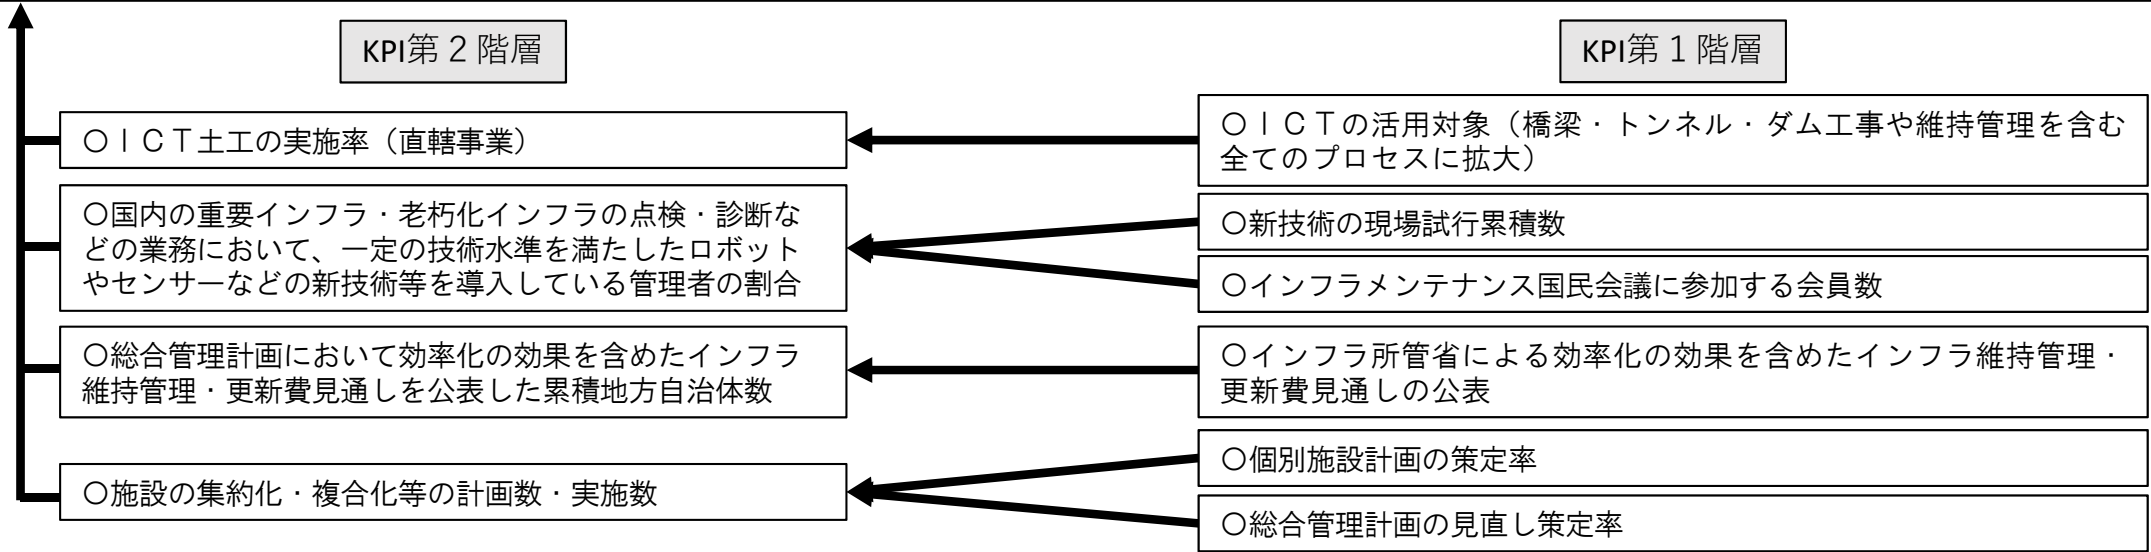 KPI第２階層
〇ＩＣＴ土工の実施率（直轄事業）
〇国内の重要インフラ・老朽化インフラの点検・診断な
どの業務において、一定の技術水準を満たしたロボット
やセンサーなどの新技術等を導入している管理者の割合
〇総合管理計画において効率化の効果を含めたインフラ
維持管理・更新費見通しを公表した累積地方自治体数
〇施設の集約化・複合化等の計画数・実施数
KPI第１階層
〇ＩＣＴの活用対象（橋梁・トンネル・ダム工事や維持管理を含む
全てのプロセスに拡大）
〇新技術の現場試行累積数
〇インフラメンテナンス国民会議に参加する会員数
〇インフラ所管省による効率化の効果を含めたインフラ維持管理・
更新費見通しの公表
〇個別施設計画の策定率
〇総合管理計画の見直し策定率